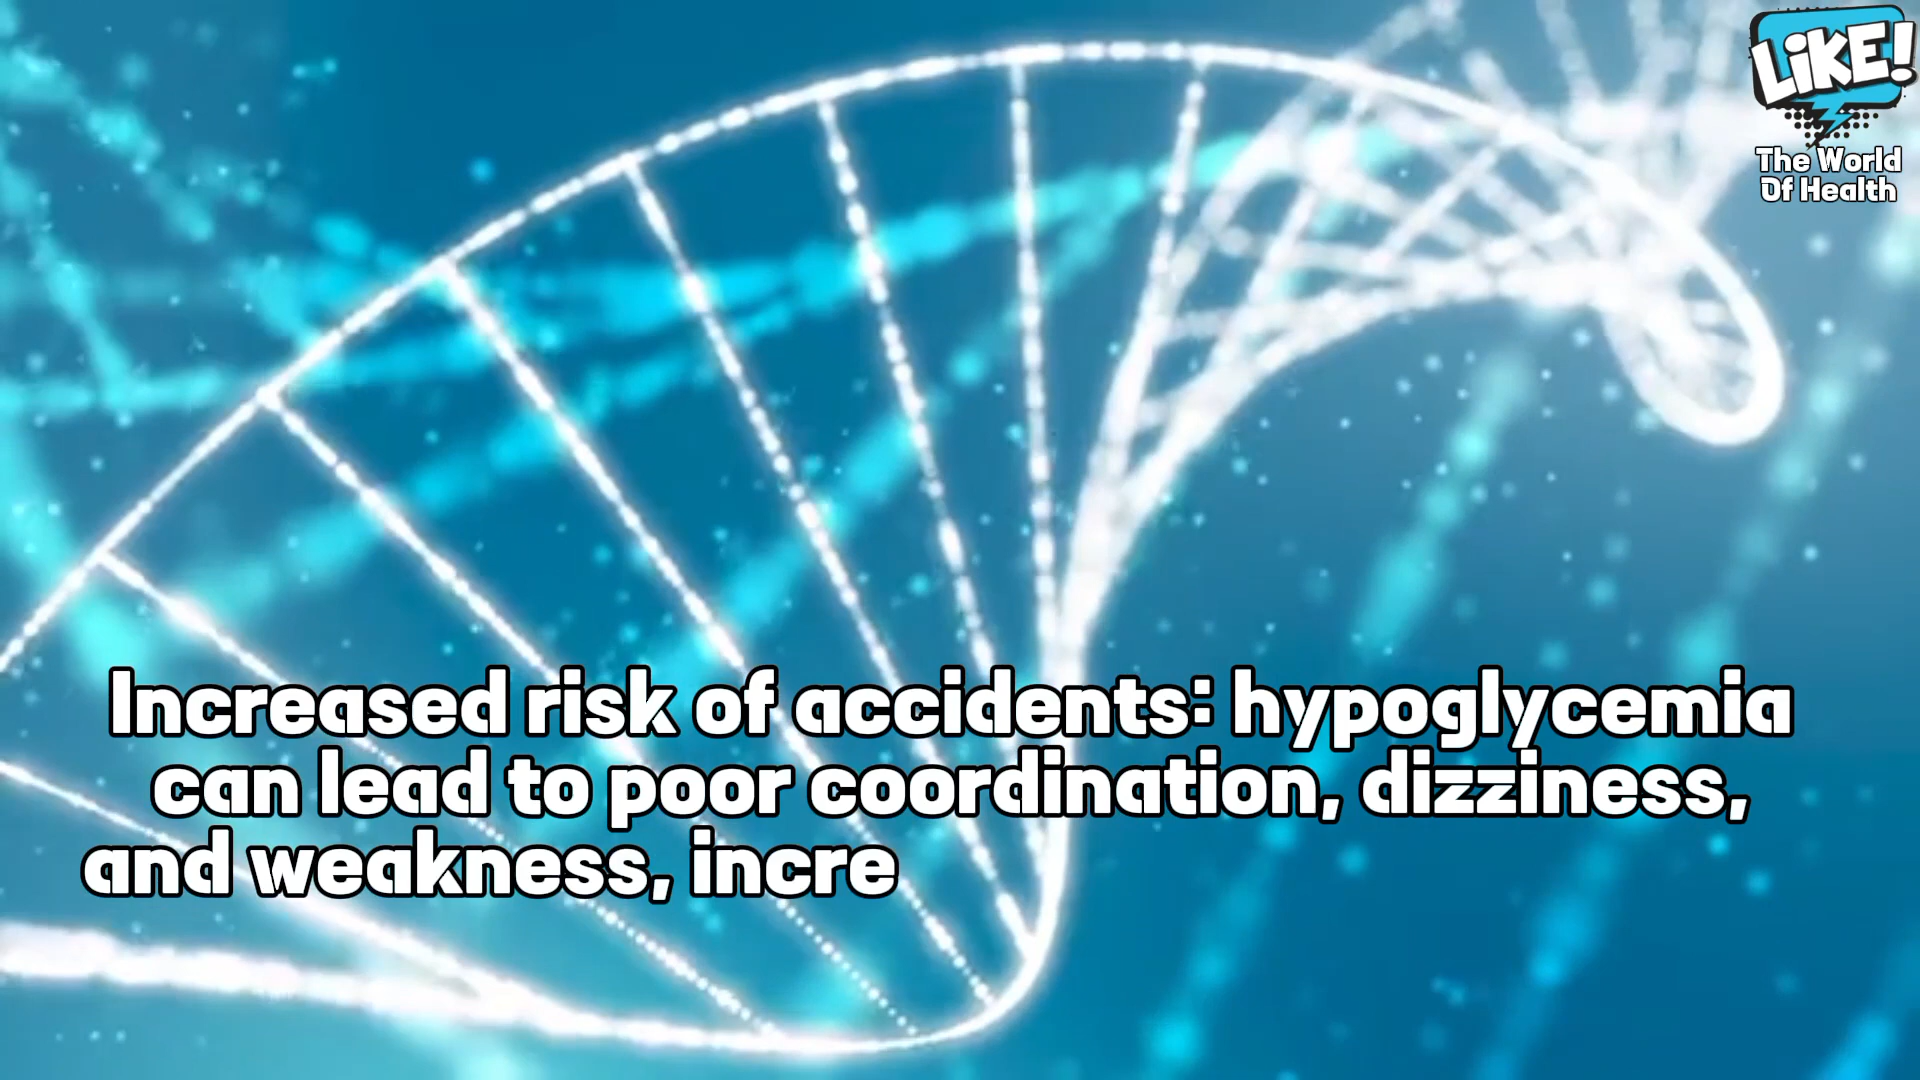 LiKE!
The World
Of Health
Increased risk of accidents: hypoglycemia
can lead to poor coordination, dizziness,
and weakness, incre